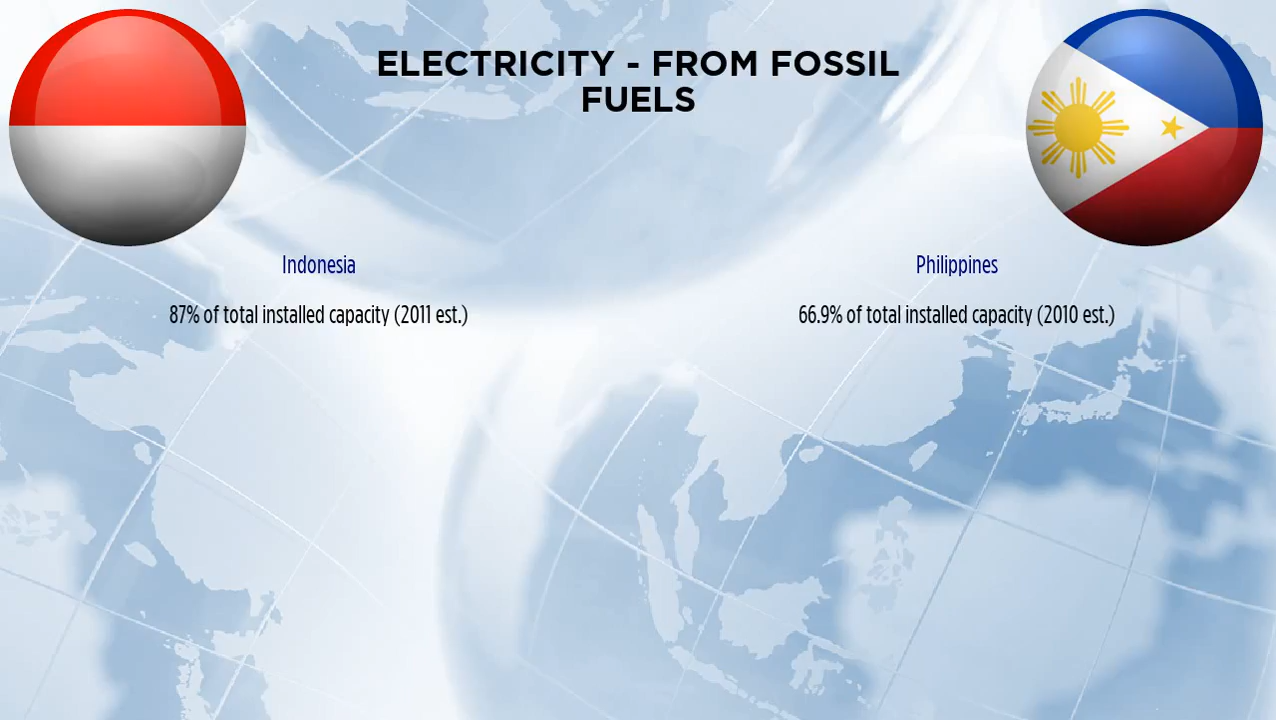 ELECTRICITY - FROM FOSSIL
FUELS
Indonesia
Philippines
87% of total installed capacity (2011 est.)
66.9% of total installed capacity (2010 est.)